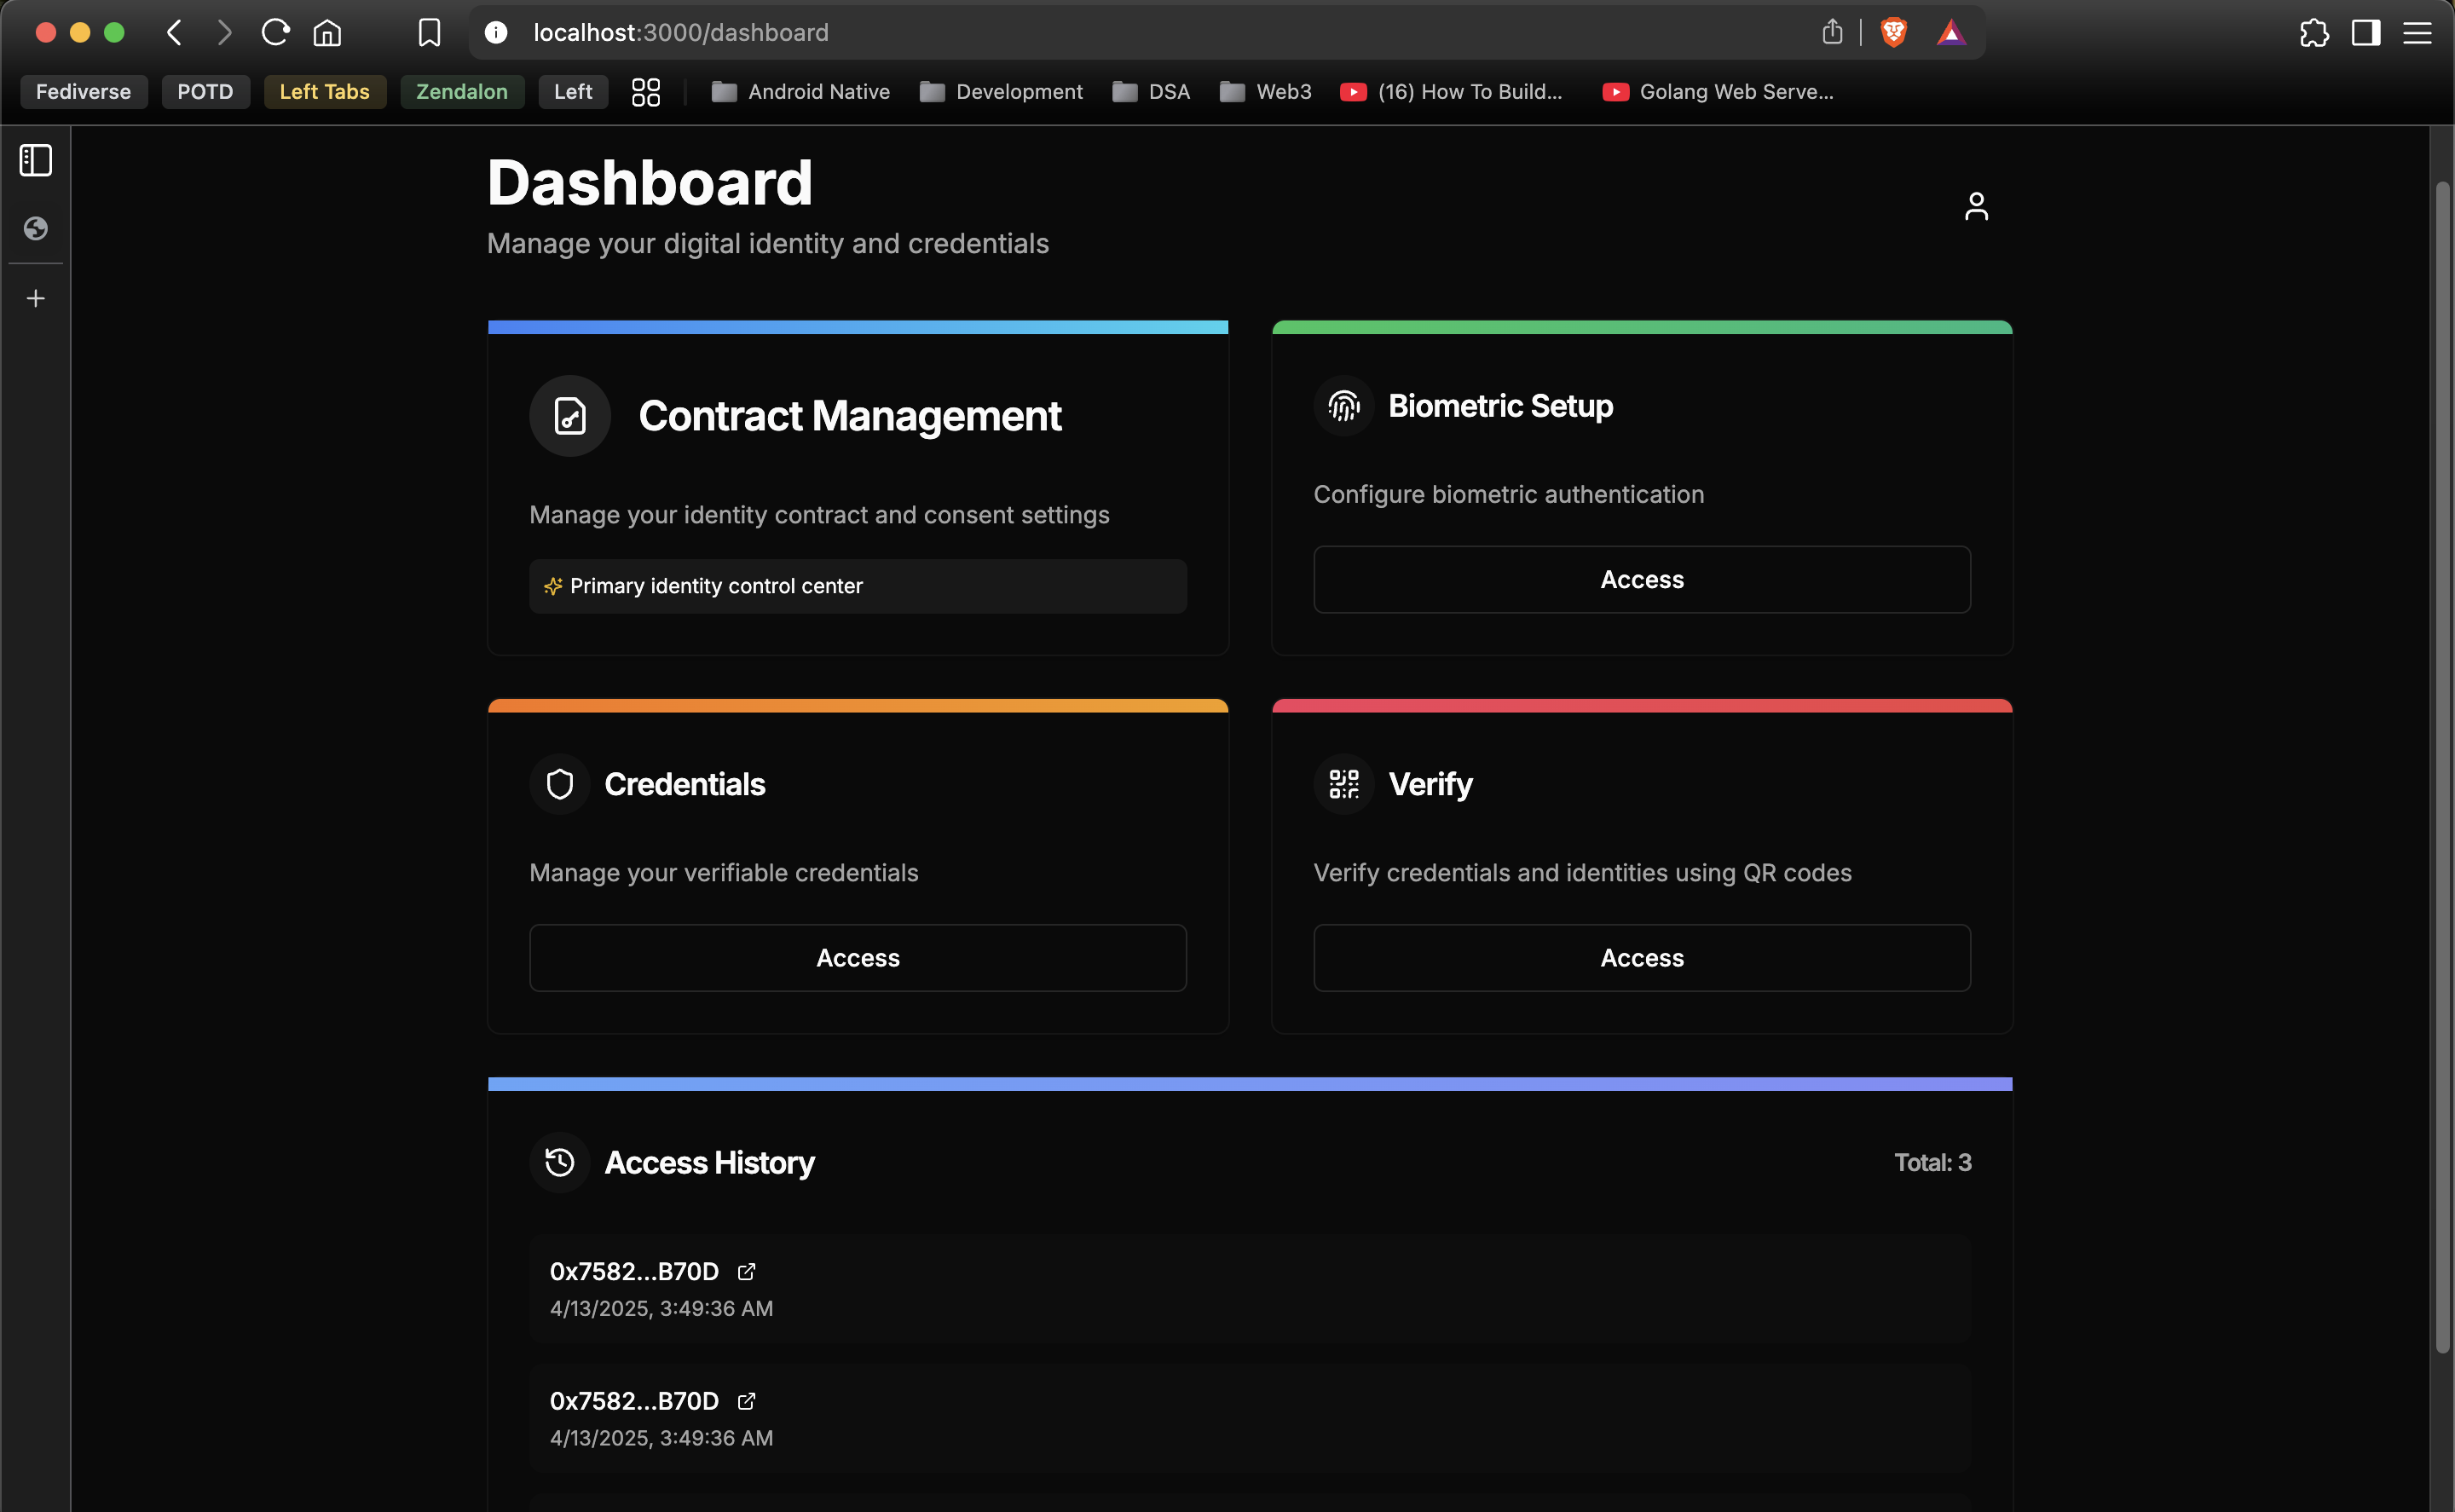 localhost:3000/dashboard
Fediverse POTD Left Tabs Zendalon Left Android Native Development DSA Web3 (16) How To Build... Golang Web Serve...
Dashboard
Manage your digital identity and credentials
Contract Management
Manage your identity contract and consent settings
Primary identity control center
Biometric Setup
Configure biometric authentication
Access
Credentials
Manage your verifiable credentials
Access
Verify
Verify credentials and identities using QR codes
Access
Access History
Total: 3
0x7582...B70D
4/13/2025, 3:49:36 AM
0x7582...B70D
4/13/2025, 3:49:36 AM